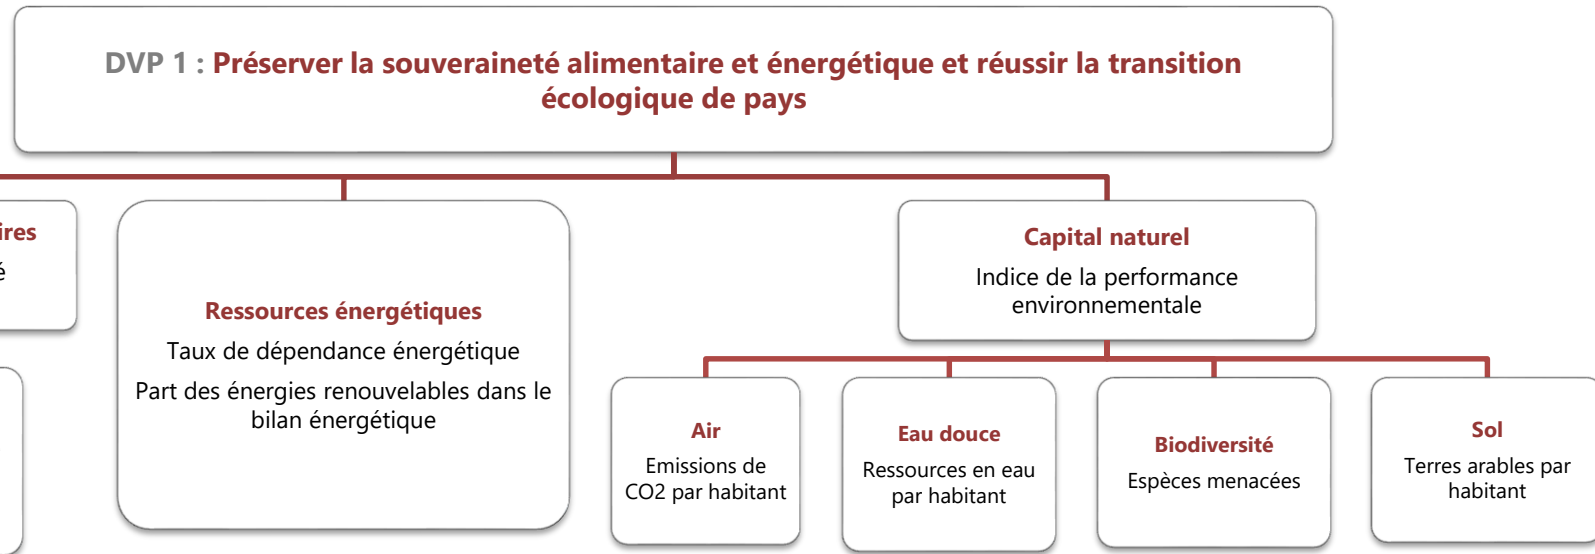 DVP 1 : Préserver la souveraineté alimentaire et énergétique et réussir la transition
écologique de pays
ires
é
Ressources énergétiques
Taux de dépendance énergétique
Part des énergies renouvelables dans le
bilan énergétique
Capital naturel
Indice de la performance
environnementale
Air
Emissions de
CO2 par habitant
Eau douce
Ressources en eau
par habitant
Biodiversité
Espèces menacées
Sol
Terres arables par
habitant